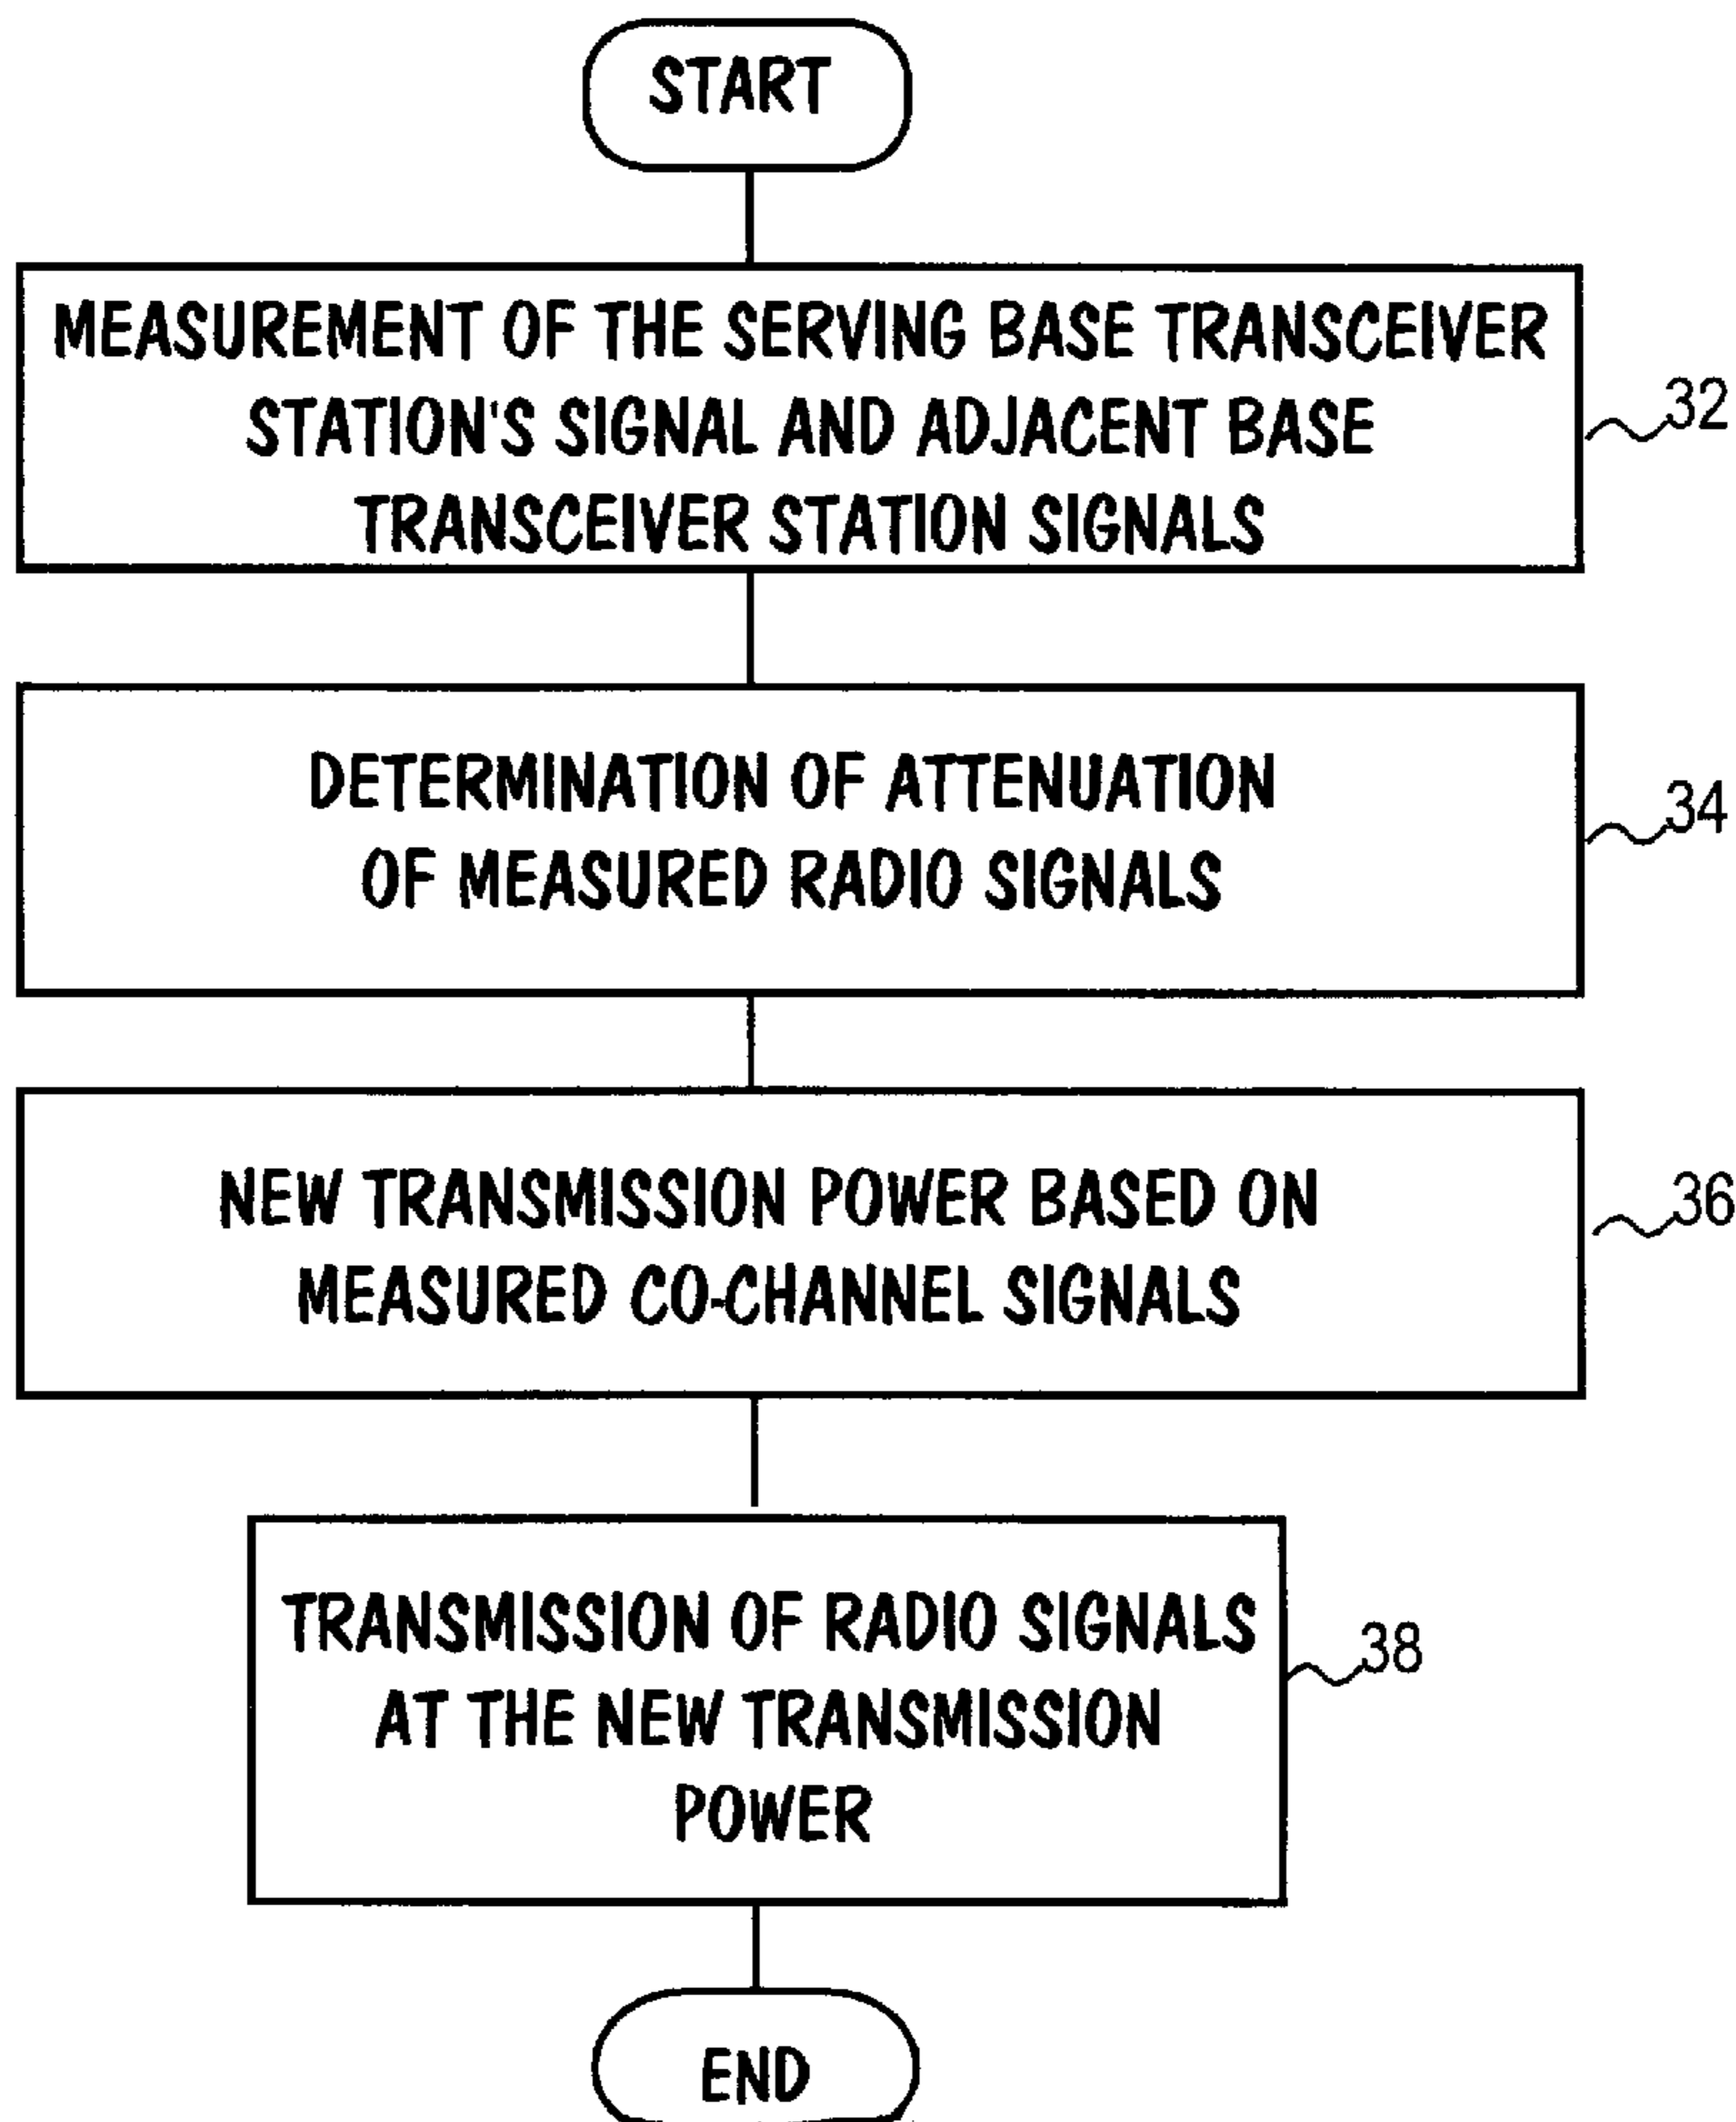 START
MEASUREMENT OF THE SERVING BASE TRANSCEIVER
STATION'S SIGNAL AND ADJACENT BASE
TRANSCEIVER STATION SIGNALS
32
DETERMINATION OF ATTENUATION
OF MEASURED RADIO SIGNALS
34
NEW TRANSMISSION POWER BASED ON
MEASURED CO-CHANNEL SIGNALS
36
TRANSMISSION OF RADIO SIGNALS
AT THE NEW TRANSMISSION
POWER
38
END